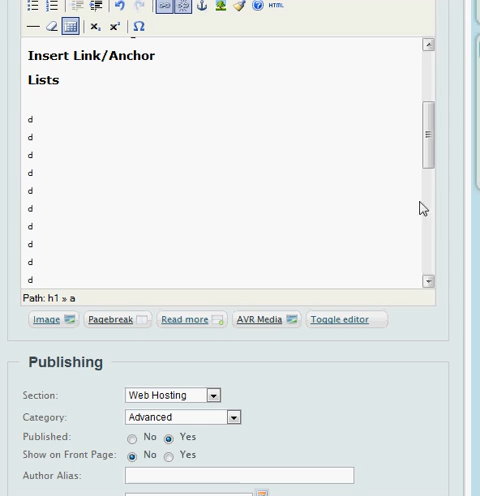 HTML
Insert Link/Anchor
Lists
d
d
d
d
d
d
d
d
d
d
Path: h1 » a
Image Pagebreak Read more AVR Media Toggle editor
Publishing
Section: Web Hosting
Category: Advanced
Published: No Yes
Show on Front Page: No Yes
Author Alias: